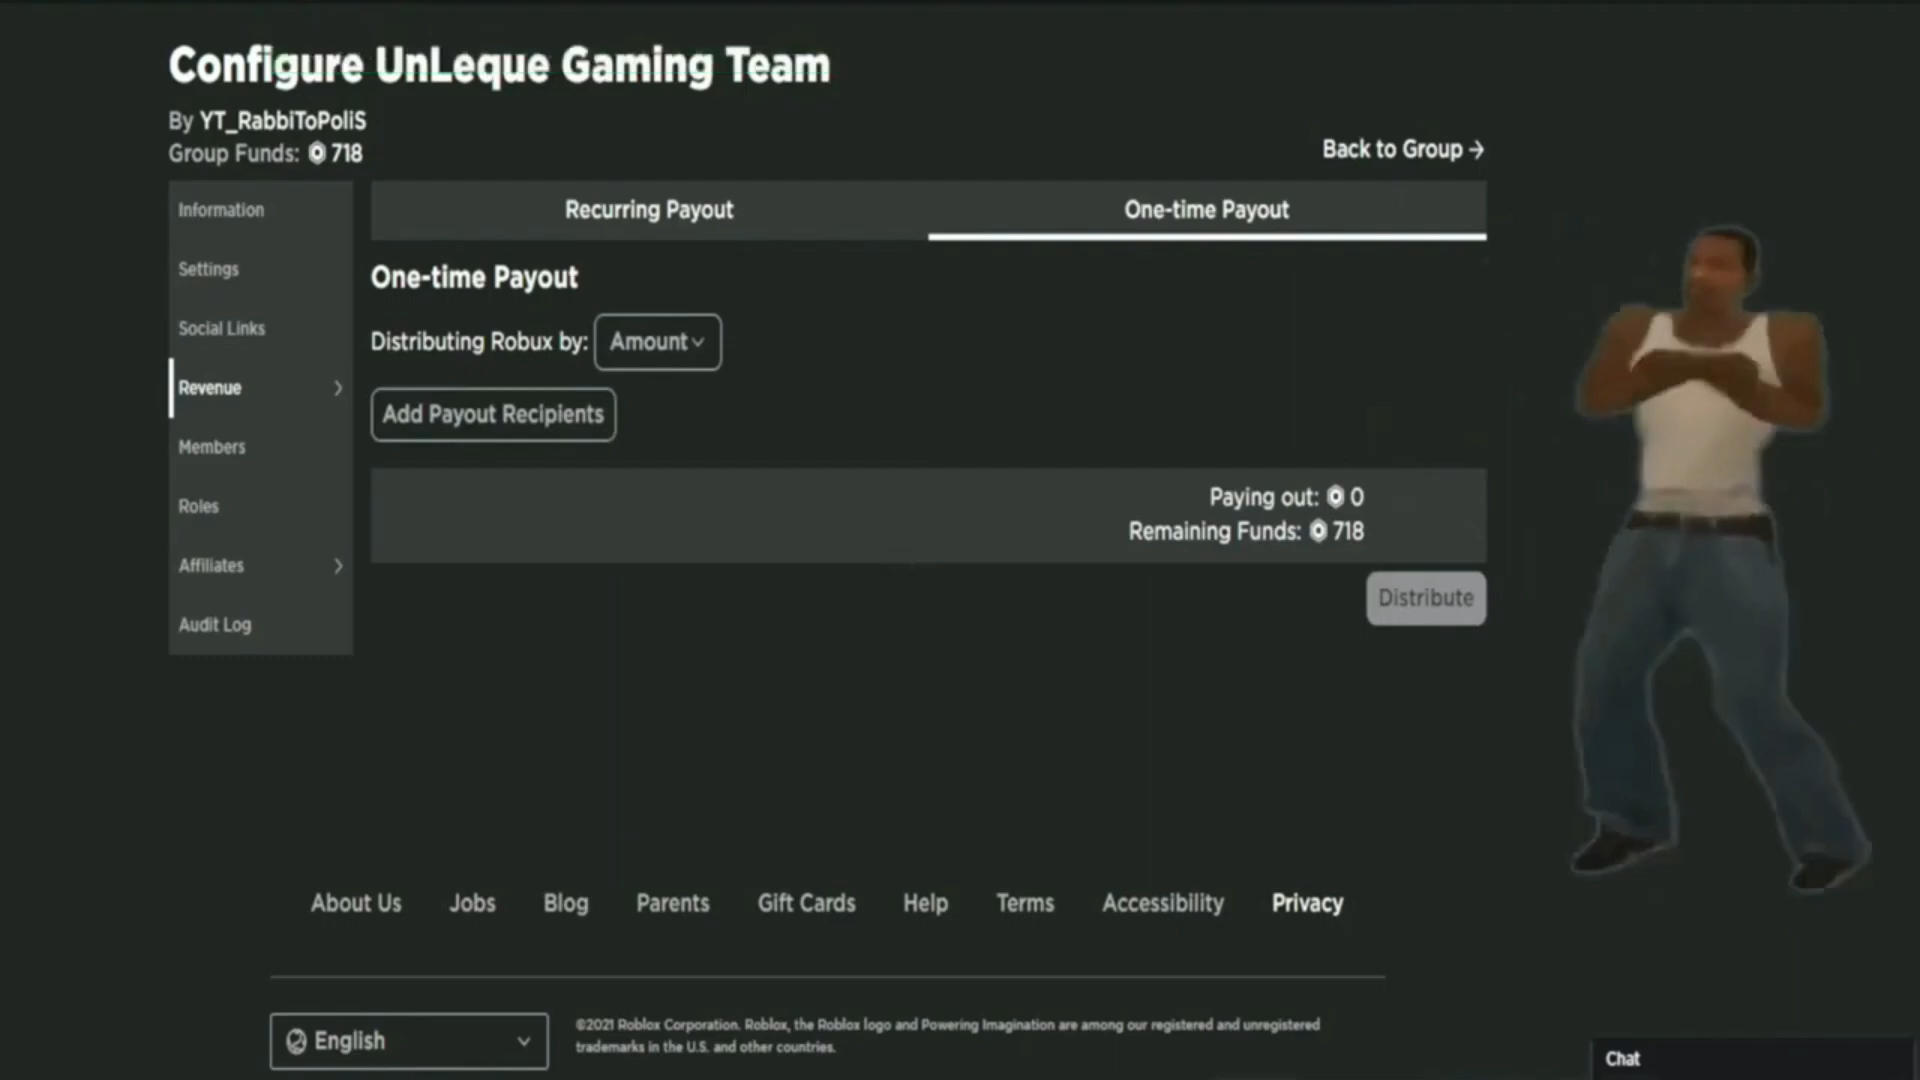 Configure UnLeque Gaming Team
By YT_RabbiToPoliS
Group Funds: 718
Back to Group
Information
Settings
Social Links
Revenue
Members
Roles
Affiliates
Audit Log
Recurring Payout
One-time Payout
One-time Payout
Distributing Robux by: Amount
Add Payout Recipients
Paying out: 0
Remaining Funds: 718
Distribute
About Us Jobs Blog Parents Gift Cards Help Terms Accessibility Privacy
English
©2021 Roblox Corporation. Roblox, the Roblox logo and Powering Imagination are among our registered and unregistered
trademarks in the U.S. and other countries.
Chat